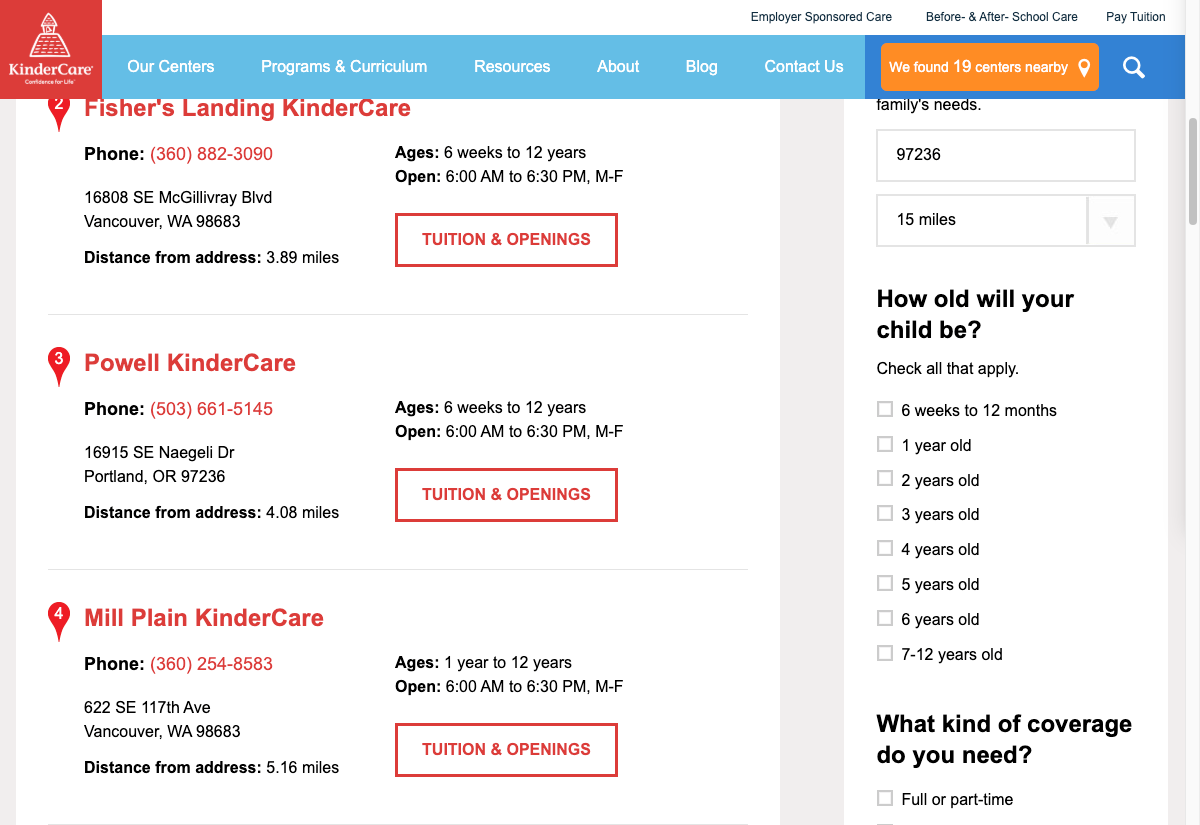 Employer Sponsored Care Before- & After- School Care Pay Tuition
KinderCare
Confidence for Life
Our Centers Programs & Curriculum Resources About Blog Contact Us
We found 19 centers nearby
2 Fisher's Landing KinderCare
Phone: (360) 882-3090
16808 SE McGillivray Blvd
Vancouver, WA 98683
Distance from address: 3.89 miles
Ages: 6 weeks to 12 years
Open: 6:00 AM to 6:30 PM, M-F
TUITION & OPENINGS
3 Powell KinderCare
Phone: (503) 661-5145
16915 SE Naegeli Dr
Portland, OR 97236
Distance from address: 4.08 miles
Ages: 6 weeks to 12 years
Open: 6:00 AM to 6:30 PM, M-F
TUITION & OPENINGS
4 Mill Plain KinderCare
Phone: (360) 254-8583
622 SE 117th Ave
Vancouver, WA 98683
Distance from address: 5.16 miles
Ages: 1 year to 12 years
Open: 6:00 AM to 6:30 PM, M-F
TUITION & OPENINGS
family's needs.
97236
15 miles
How old will your
child be?
Check all that apply.
6 weeks to 12 months
1 year old
2 years old
3 years old
4 years old
5 years old
6 years old
7-12 years old
What kind of coverage
do you need?
Full or part-time